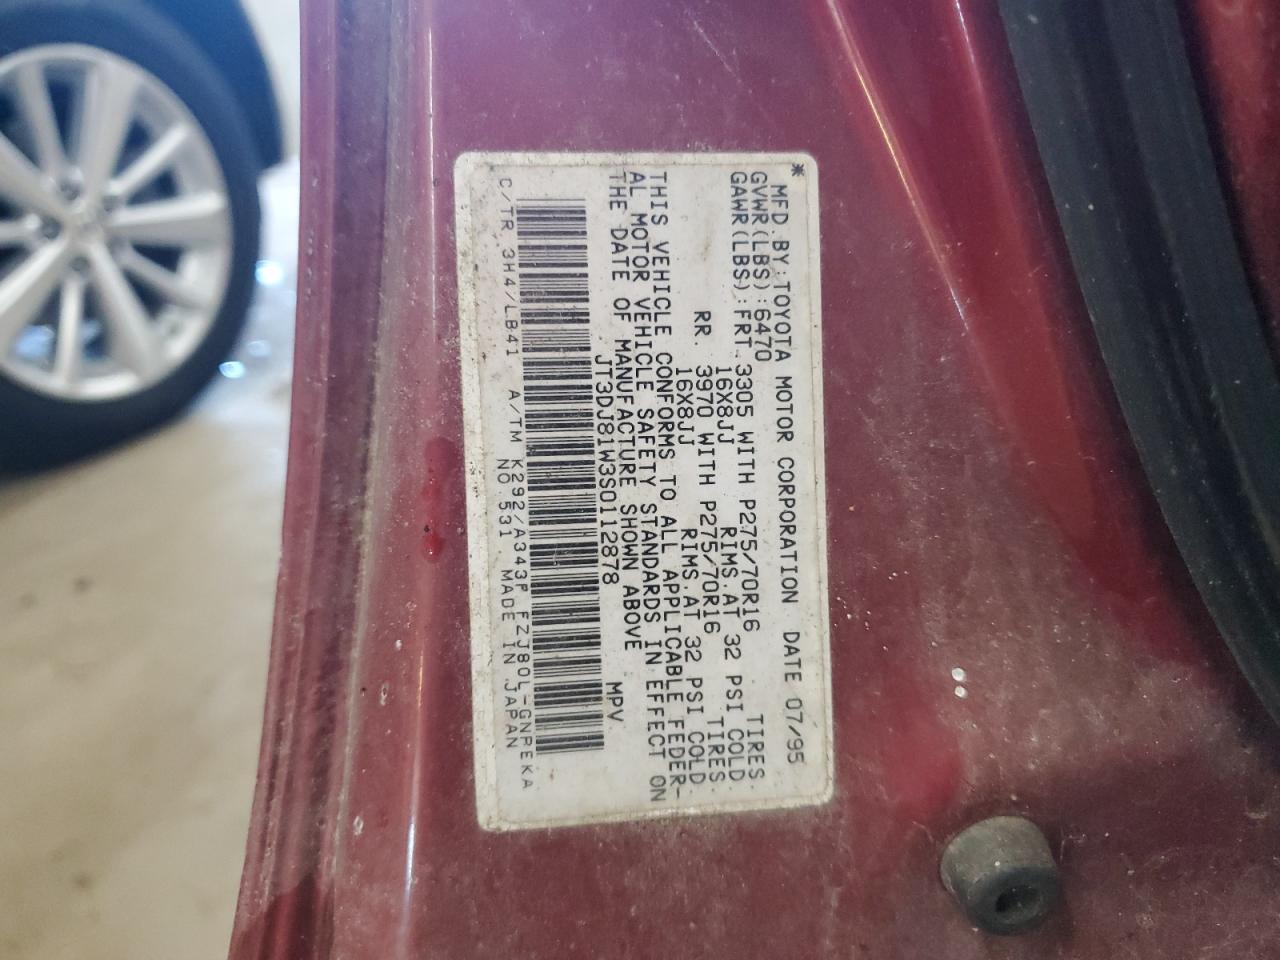 *
MFD.BY:TOYOTA MOTOR CORPORATION DATE 07/95
GVWR(LBS):6470
GAWR(LBS):FRT. 3305 WITH P275/70R16 TIRES.
16X8JJ RIMS.AT 32 PSI COLD.
RR. 3970 WITH P275/70R16 TIRES.
16X8JJ RIMS.AT 32 PSI COLD.
THIS VEHICLE CONFORMS TO ALL APPLICABLE FEDER-
AL MOTOR VEHICLE SAFETY STANDARDS IN EFFECT ON
THE DATE OF MANUFACTURE SHOWN ABOVE
JT3DJ81W3S0112878 MPV
C/TR 3H4/LB41 A/TM K292/A343F FZJ80L-GNPEKA
NO.531 MADE IN JAPAN